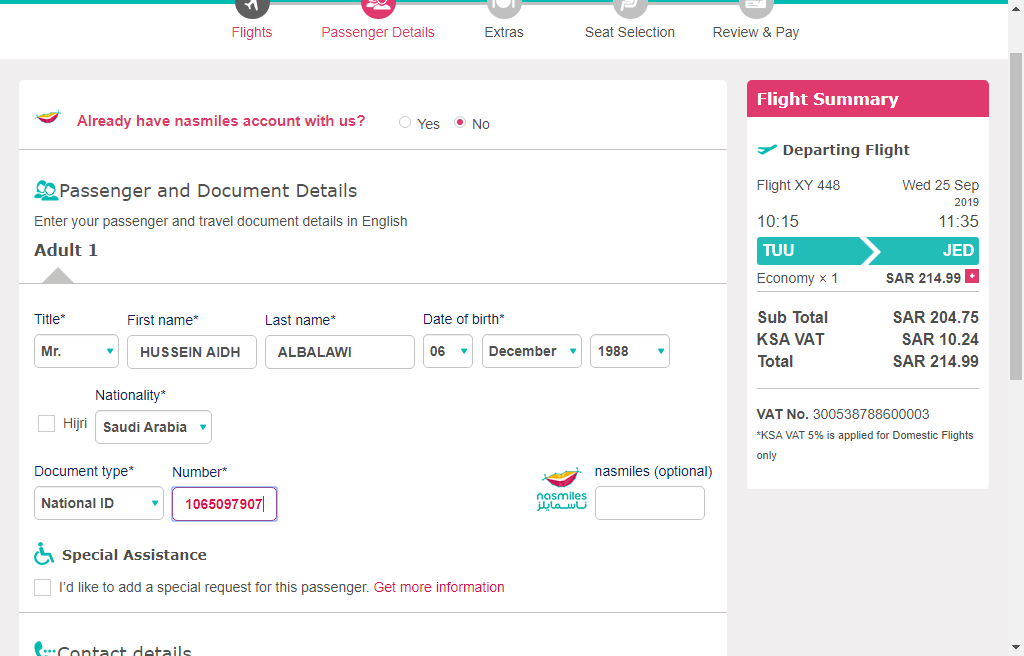 Flights
Passenger Details
Extras
Seat Selection
Review & Pay
Already have nasmiles account with us?
Yes
No
Passenger and Document Details
Enter your passenger and travel document details in English
Adult 1
Title*
First name*
Last name*
Date of birth*
Mr.
HUSSEIN AIDH
ALBALAWI
06
December
1988
Hijri
Nationality*
Saudi Arabia
Document type*
Number*
National ID
1065097907
nasmiles
ناسمايلز
nasmiles (optional)
Special Assistance
I'd like to add a special request for this passenger. Get more information
Contact details
Flight Summary
Departing Flight
Flight XY 448
Wed 25 Sep
2019
10:15
11:35
TUU
JED
Economy × 1
SAR 214.99 +
Sub Total
SAR 204.75
KSA VAT
SAR 10.24
Total
SAR 214.99
VAT No. 300538788600003
*KSA VAT 5% is applied for Domestic Flights
only